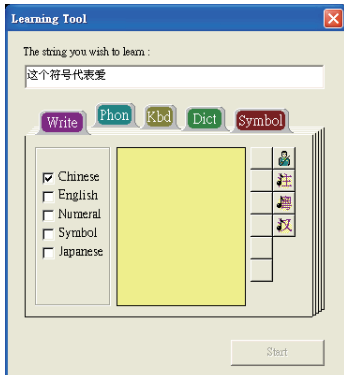 Learning Tool
The string you wish to learn :
这个符号代表爱
Write Phon Kbd Dict Symbol
Chinese
English
Numeral
Symbol
Japanese
注
粤
汉
Start